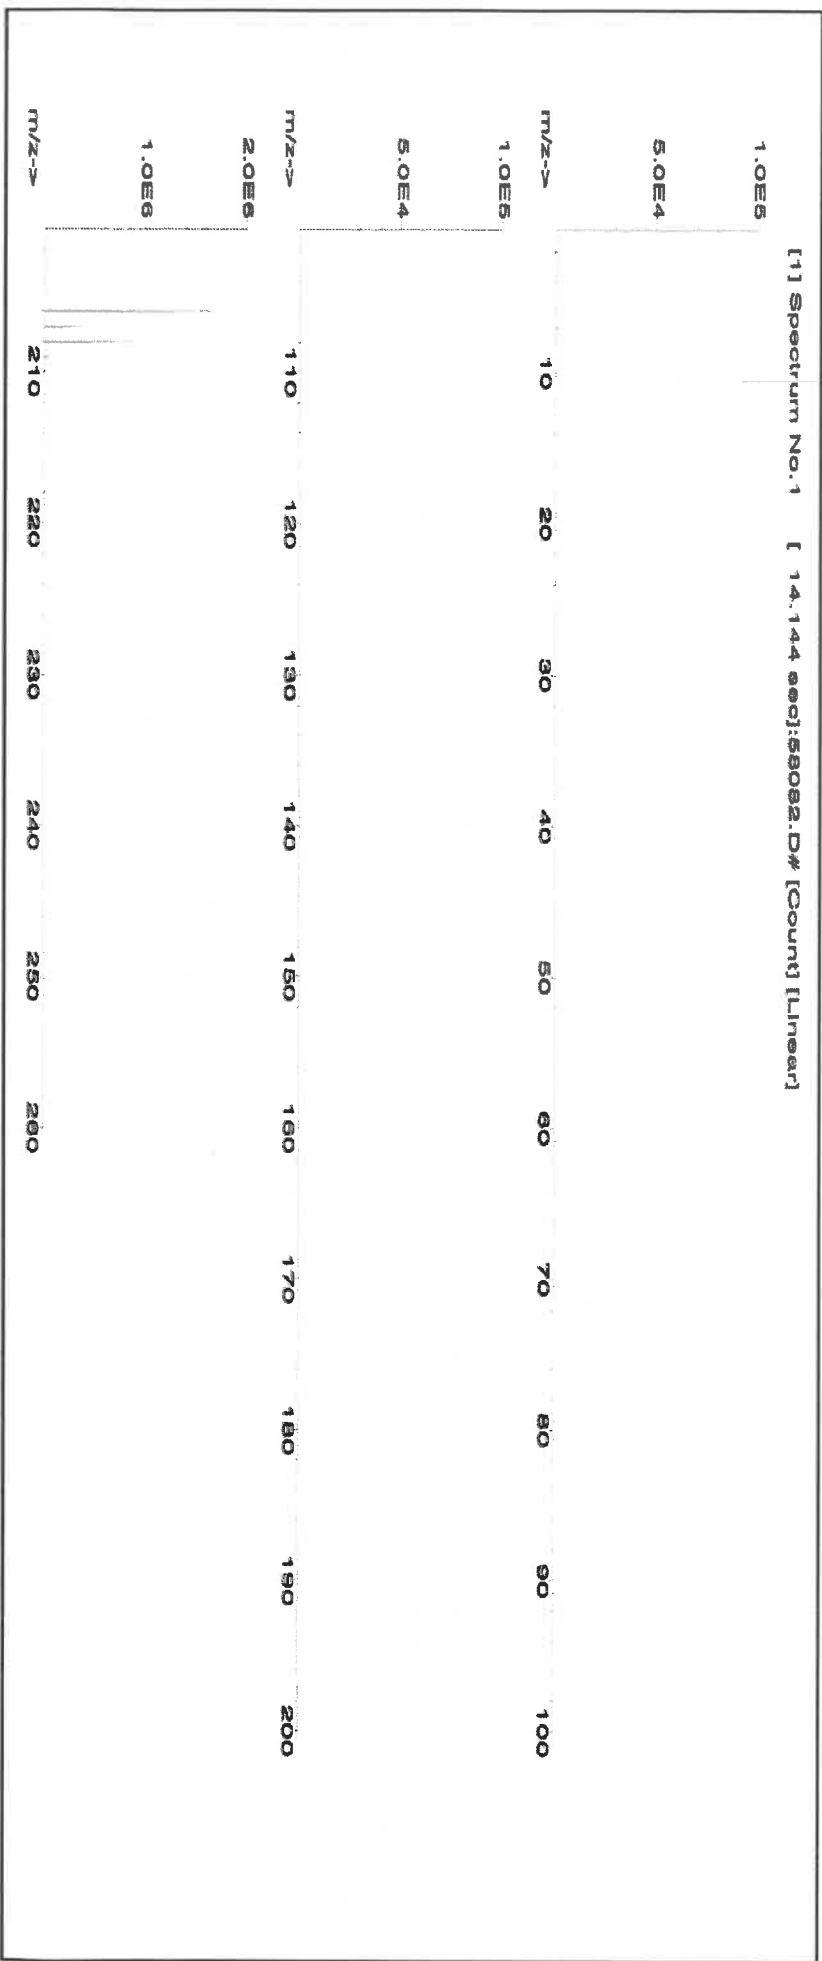 [1] Spectrum No.1 [ 14.144 sec]:58082.D# [Count] [Linear]
1.0E5
5.0E4
m/z-> 10 20 30 40 50 60 70 80 90 100
1.0E5
5.0E4
m/z-> 110 120 130 140 150 160 170 180 190 200
2.0E6
1.0E6
m/z-> 210 220 230 240 250 260